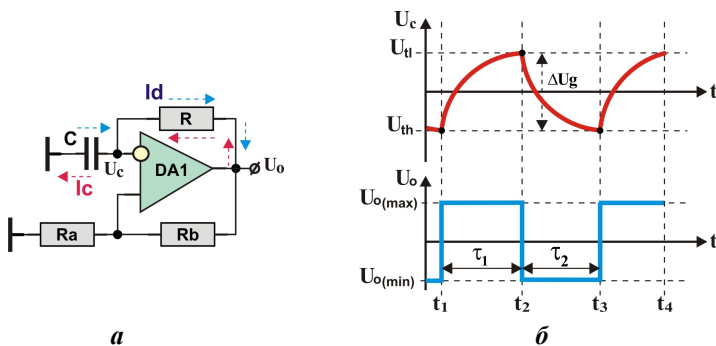 Id
R
C
Uc
DA1
Uo
Ic
Ra
Rb
а
Uc
Utl
ΔUg
t
Uth
Uo
Uo(max)
t
τ1
τ2
Uo(min)
t1
t2
t3
t4
б